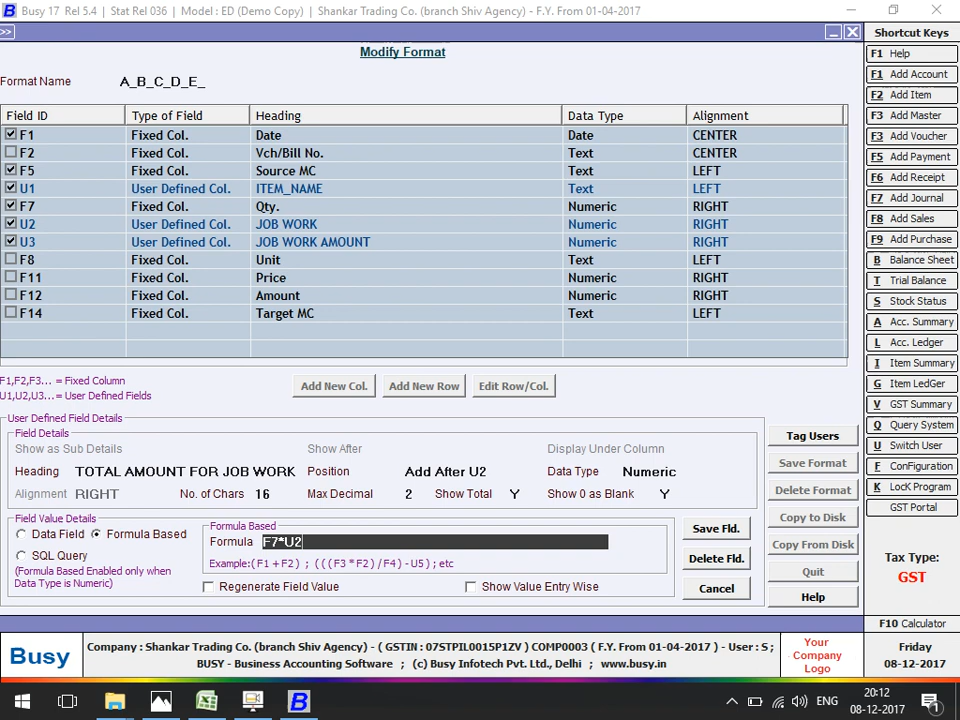 Busy 17 Rel 5.4 | Stat Rel 036 | Model : ED (Demo Copy) | Shankar Trading Co. (branch Shiv Agency) - F.Y. From 01-04-2017
>>
Modify Format
Format Name A_B_C_D_E_
Field ID Type of Field Heading Data Type Alignment
F1 Fixed Col. Date Date CENTER
F2 Fixed Col. Vch/Bill No. Text CENTER
F5 Fixed Col. Source MC Text LEFT
U1 User Defined Col. ITEM_NAME Text LEFT
F7 Fixed Col. Qty. Numeric RIGHT
U2 User Defined Col. JOB WORK Numeric RIGHT
U3 User Defined Col. JOB WORK AMOUNT Numeric RIGHT
F8 Fixed Col. Unit Text LEFT
F11 Fixed Col. Price Numeric RIGHT
F12 Fixed Col. Amount Numeric RIGHT
F14 Fixed Col. Target MC Text LEFT
F1,F2,F3... = Fixed Column
U1,U2,U3... = User Defined Fields
Add New Col. Add New Row Edit Row/Col.
User Defined Field Details
Field Details
Show as Sub Details Show After Display Under Column
Heading TOTAL AMOUNT FOR JOB WORK Position Add After U2 Data Type Numeric
Alignment RIGHT No. of Chars 16 Max Decimal 2 Show Total Y Show 0 as Blank Y
Field Value Details
Data Field Formula Based
SQL Query
(Formula Based Enabled only when
Data Type is Numeric)
Formula Based
Formula F7*U2
Example:(F1+F2) ; (((F3*F2)/F4)-U5); etc
Regenerate Field Value Show Value Entry Wise
Save Fld.
Delete Fld.
Cancel
Tag Users
Save Format
Delete Format
Copy to Disk
Copy From Disk
Quit
Help
Shortcut Keys
F1 Help
F1 Add Account
F2 Add Item
F3 Add Master
F3 Add Voucher
F5 Add Payment
F6 Add Receipt
F7 Add Journal
F8 Add Sales
F9 Add Purchase
B Balance Sheet
T Trial Balance
S Stock Status
A Acc. Summary
L Acc. Ledger
I Item Summary
G Item LedGer
V GST Summary
Q Query System
U Switch User
F ConFiguration
K LocK Program
GST Portal
Tax Type:
GST
F10 Calculator
Busy
Company : Shankar Trading Co. (branch Shiv Agency) - ( GSTIN : 07STPIL0015P1ZV ) COMP0003 ( F.Y. From 01-04-2017 ) - User : S ;
BUSY - Business Accounting Software ; (c) Busy Infotech Pvt. Ltd., Delhi ; www.busy.in
Your
Company
Logo
Friday
08-12-2017
ENG
20:12
08-12-2017
1